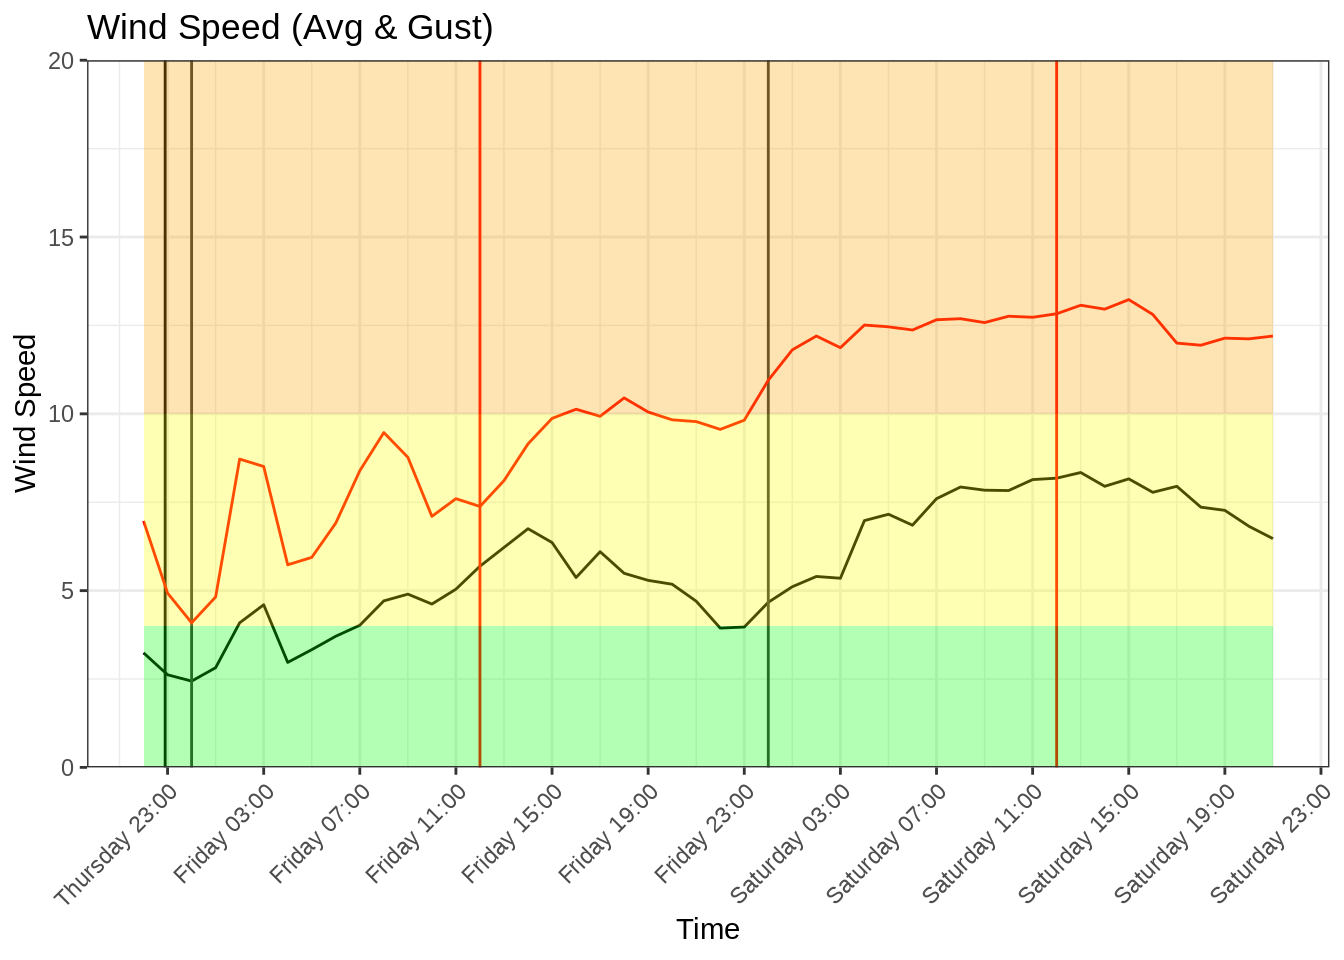 Wind Speed (Avg & Gust)
Wind Speed
20
15
10
5
0
Thursday 23:00
Friday 03:00
Friday 07:00
Friday 11:00
Friday 15:00
Friday 19:00
Friday 23:00
Saturday 03:00
Saturday 07:00
Saturday 11:00
Saturday 15:00
Saturday 19:00
Saturday 23:00
Time